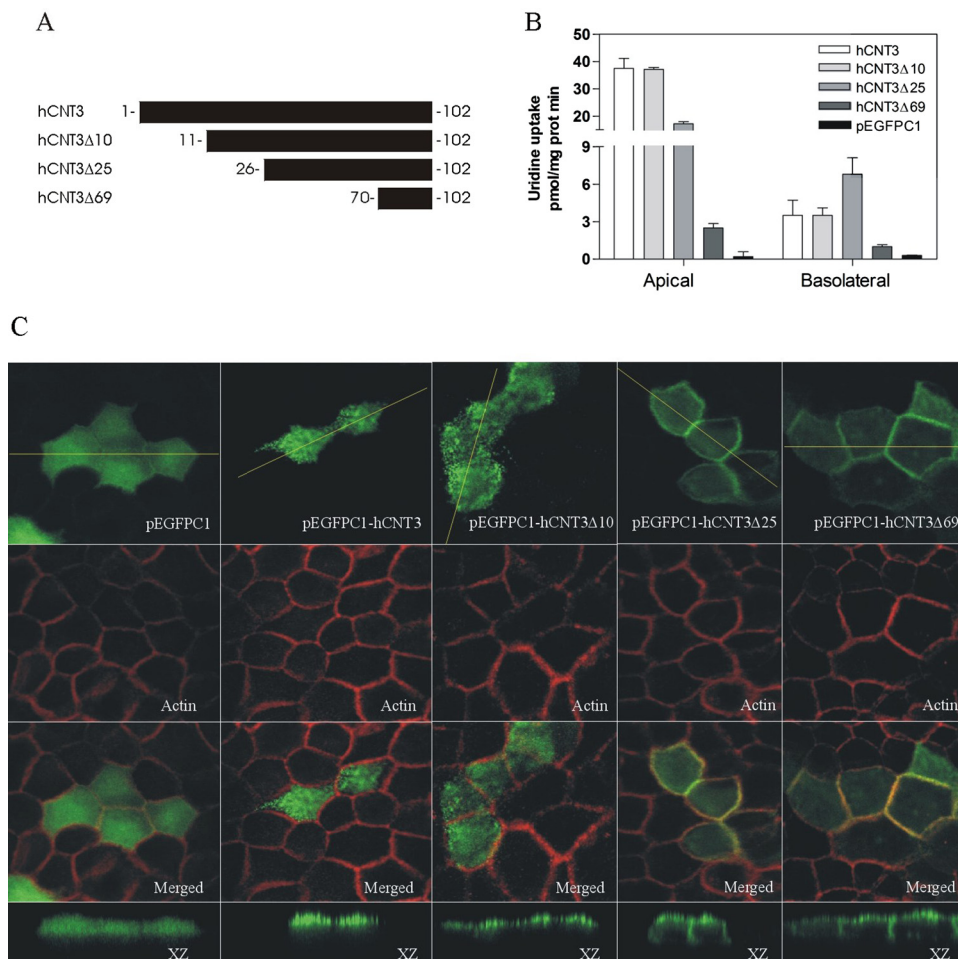 A
hCNT3 1- -102
hCNT3Δ10 11- -102
hCNT3Δ25 26- -102
hCNT3Δ69 70- -102
B
Uridine uptake
pmol/mg prot min
50
40
30
20
9
6
3
0
hCNT3
hCNT3Δ10
hCNT3Δ25
hCNT3Δ69
pEGFPC1
Apical Basolateral
C
pEGFPC1 pEGFPC1-hCNT3 pEGFPC1-hCNT3Δ10 pEGFPC1-hCNT3Δ25 pEGFPC1-hCNT3Δ69
Actin Actin Actin Actin Actin
Merged Merged Merged Merged Merged
XZ XZ XZ XZ XZ